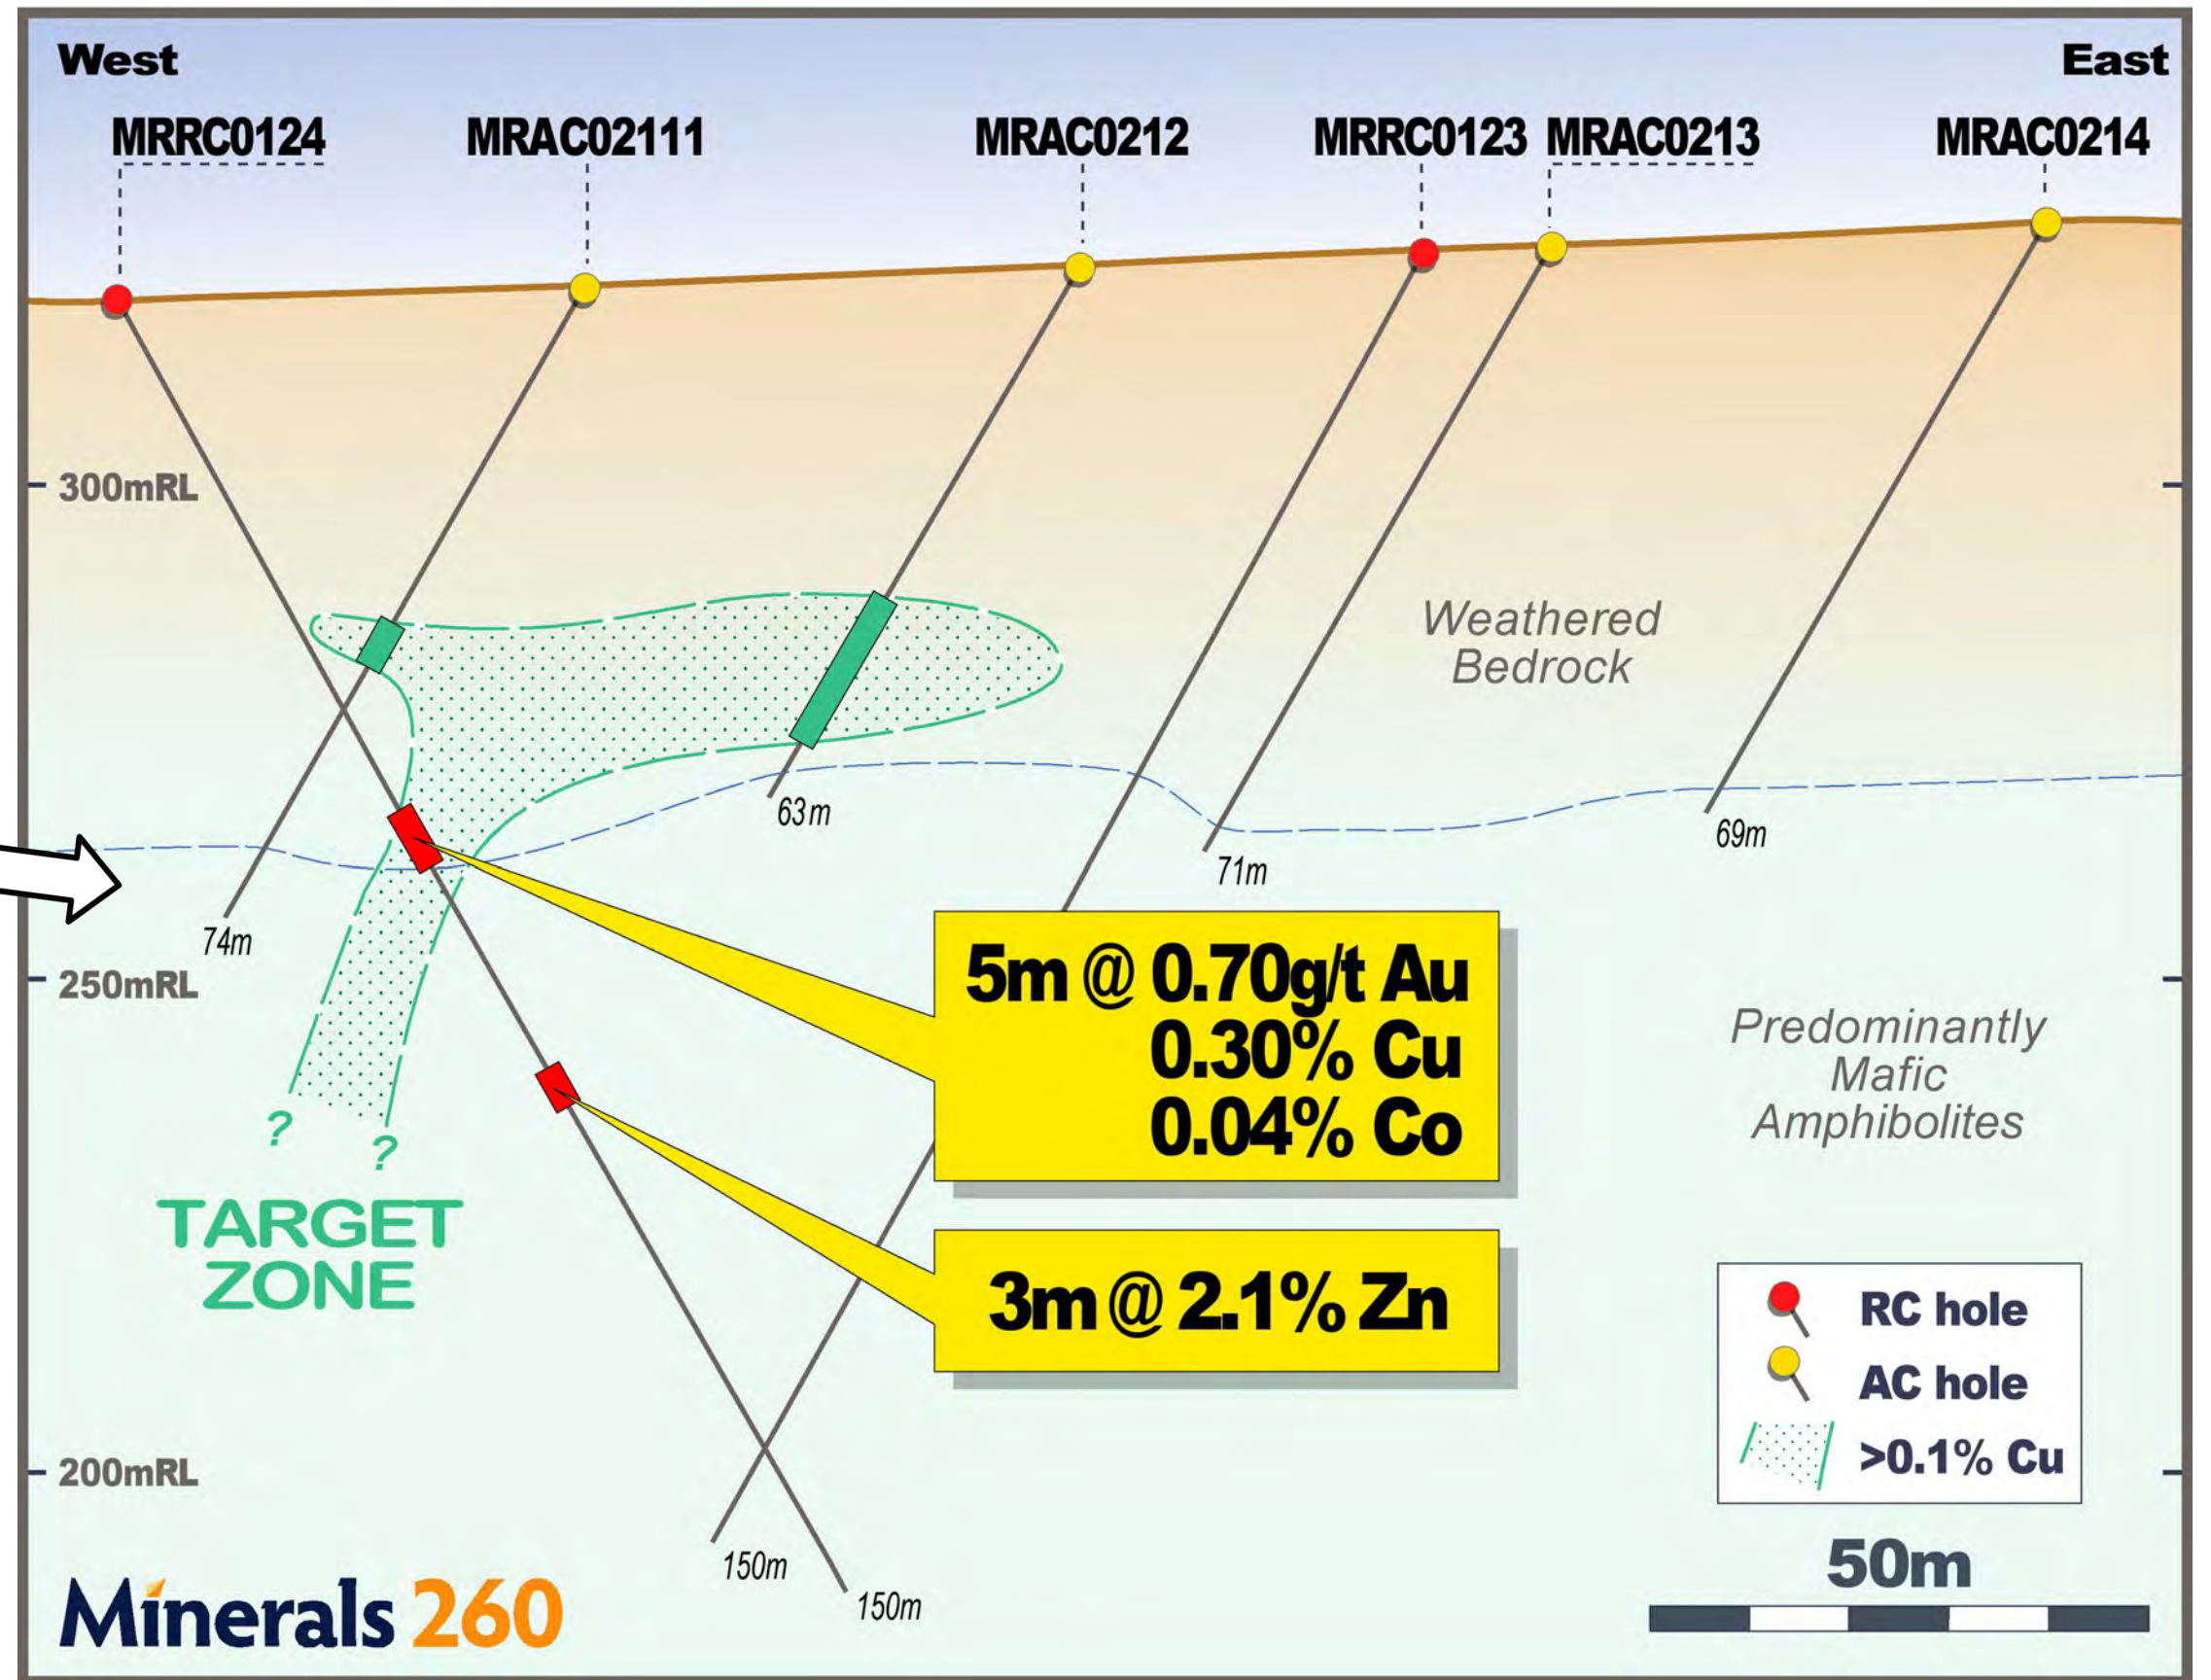 West
East
MRRC0124
MRAC02111
MRAC0212
MRRC0123
MRAC0213
MRAC0214
300mRL
Weathered
Bedrock
63m
69m
71m
74m
250mRL
5m @ 0.70g/t Au
0.30% Cu
0.04% Co
Predominantly
Mafic
Amphibolites
?
?
TARGET
ZONE
3m @ 2.1% Zn
RC hole
AC hole
>0.1% Cu
200mRL
150m
150m
50m
Minerals 260